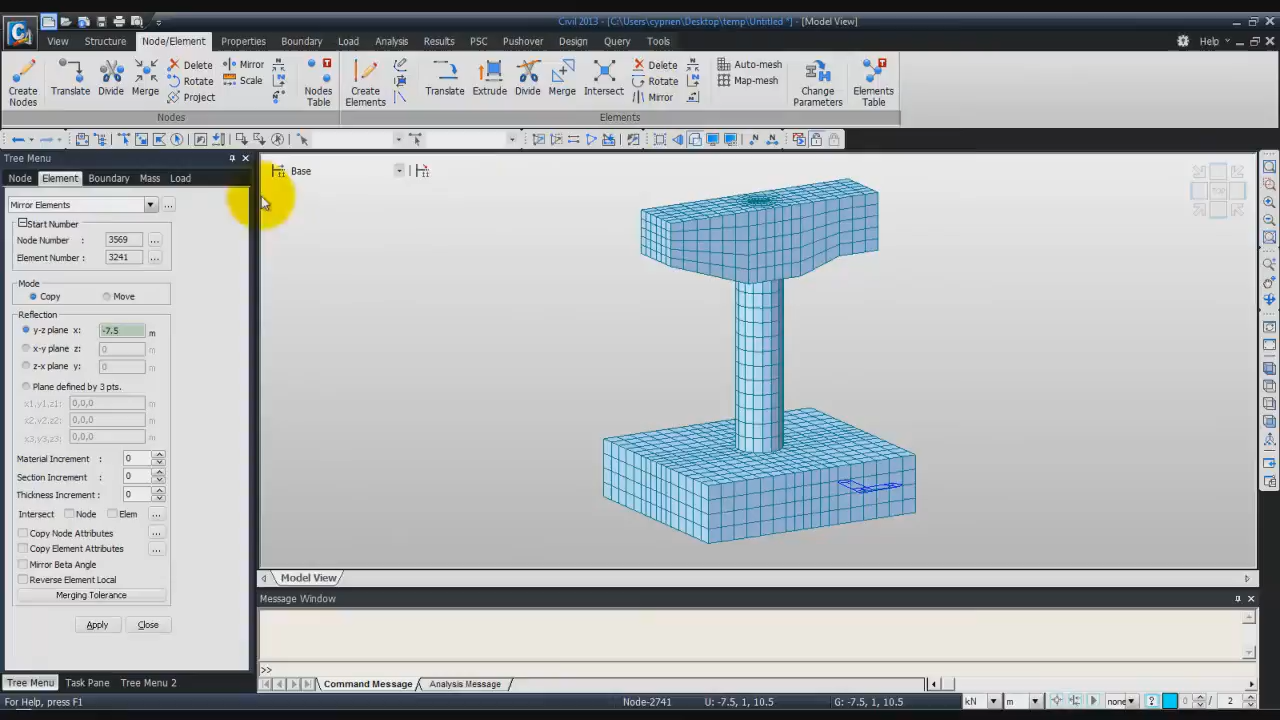 Civil 2013 - [C:\Users\cyprien\Desktop\temp\Untitled *] - [Model View]
View Structure Node/Element Properties Boundary Load Analysis Results PSC Pushover Design Query Tools Help
Create Nodes
Translate
Divide
Merge
Delete
Rotate
Project
Mirror
Scale
Nodes Table
Nodes
Create Elements
Translate
Extrude
Divide
Merge
Intersect
Delete
Rotate
Mirror
Auto-mesh
Map-mesh
Change Parameters
Elements Table
Elements
Tree Menu
Node Element Boundary Mass Load
Mirror Elements
Start Number
Node Number : 3569
Element Number : 3241
Mode
Copy Move
Reflection
y-z plane x: -7.5 m
x-y plane z: 0 m
z-x plane y: 0 m
Plane defined by 3 pts.
x1,y1,z1: 0,0,0 m
x2,y2,z2: 0,0,0 m
x3,y3,z3: 0,0,0 m
Material Increment : 0
Section Increment : 0
Thickness Increment : 0
Intersect Node Elem
Copy Node Attributes
Copy Element Attributes
Mirror Beta Angle
Reverse Element Local
Merging Tolerance
Apply Close
Base
Model View
Message Window
>>
Command Message Analysis Message
Tree Menu Task Pane Tree Menu 2
For Help, press F1
Node-2741
U: -7.5, 1, 10.5
G: -7.5, 1, 10.5
kN m none 0 / 2